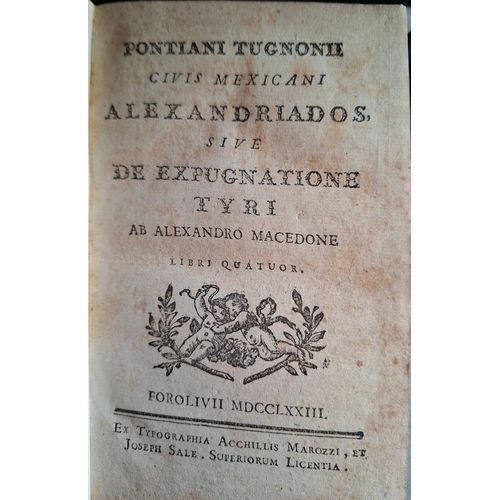 PONTIANI TUGNONII
CIVIS MEXICANI
ALEXANDRIADOS,
SIVE
DE EXPUGNATIONE
TYRI
AB ALEXANDRO MACEDONE
LIBRI QUATUOR.
FOROLIVII MDCCLXXIII.
EX TYPOGRAPHIA ACCHILLIS MAROZZI, ET
JOSEPH SALE. SUPERIORUM LICENTIA.